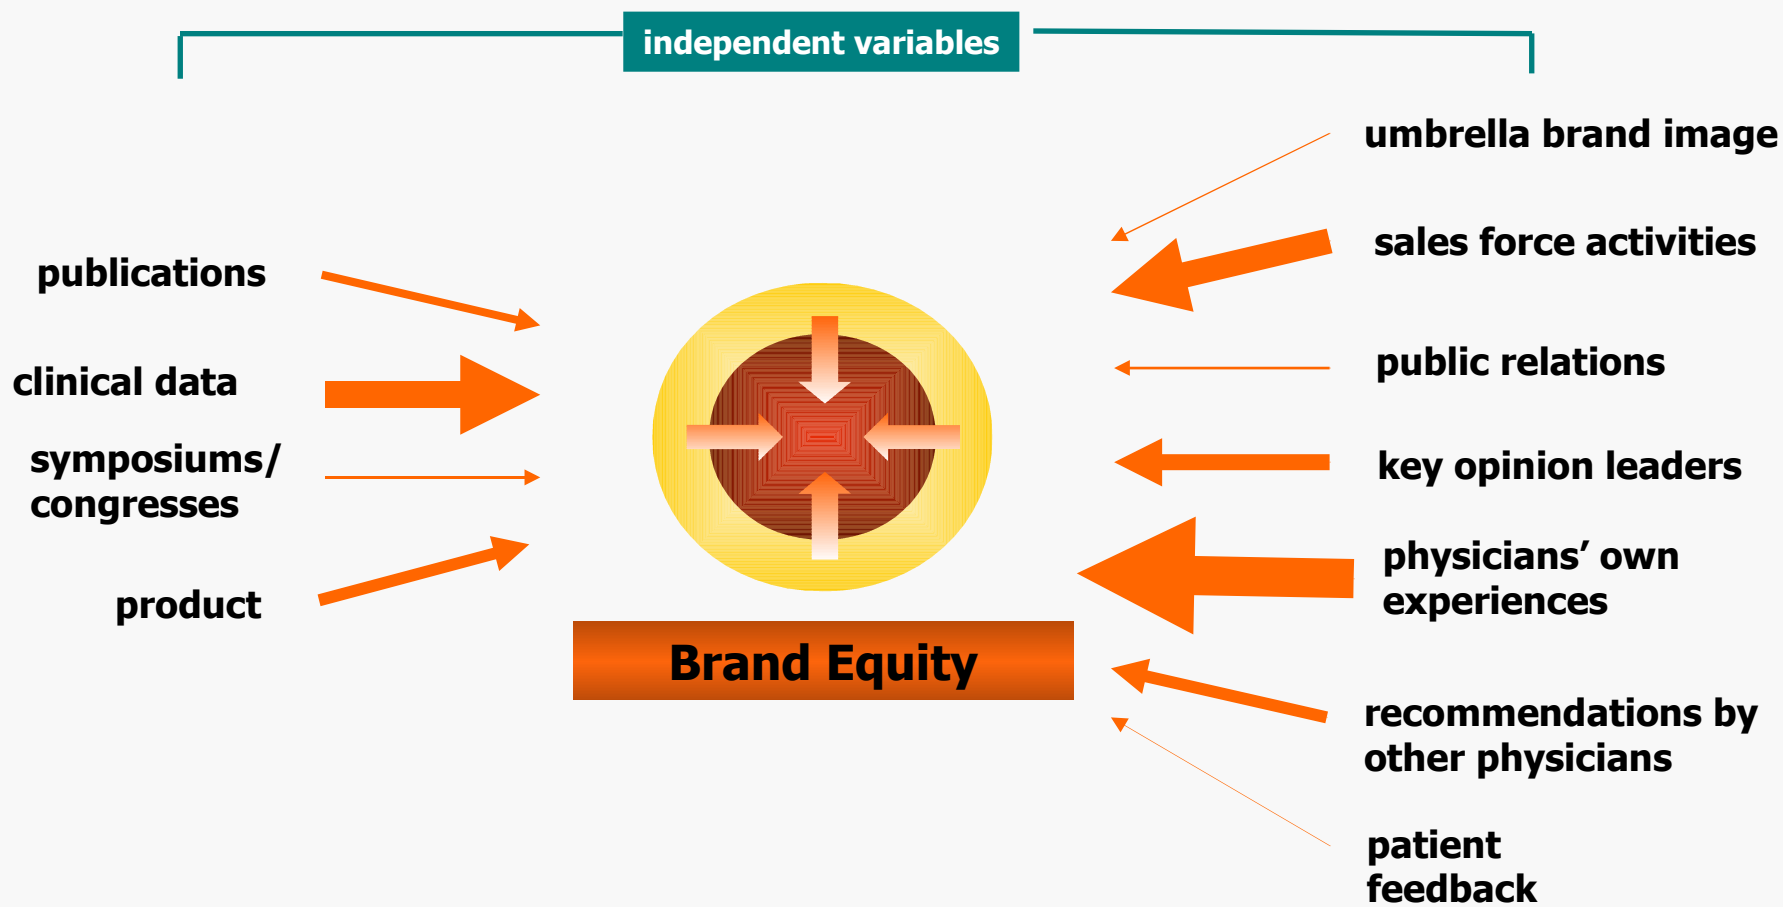 independent variables
publications
clinical data
symposiums/
congresses
product
Brand Equity
umbrella brand image
sales force activities
public relations
key opinion leaders
physicians’ own
experiences
recommendations by
other physicians
patient
feedback